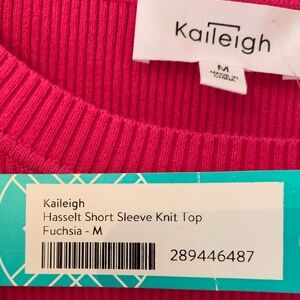 Kaileigh
M
MADE IN
CHINA
Kaileigh
Hasselt Short Sleeve Knit Top
Fuchsia - M
289446487